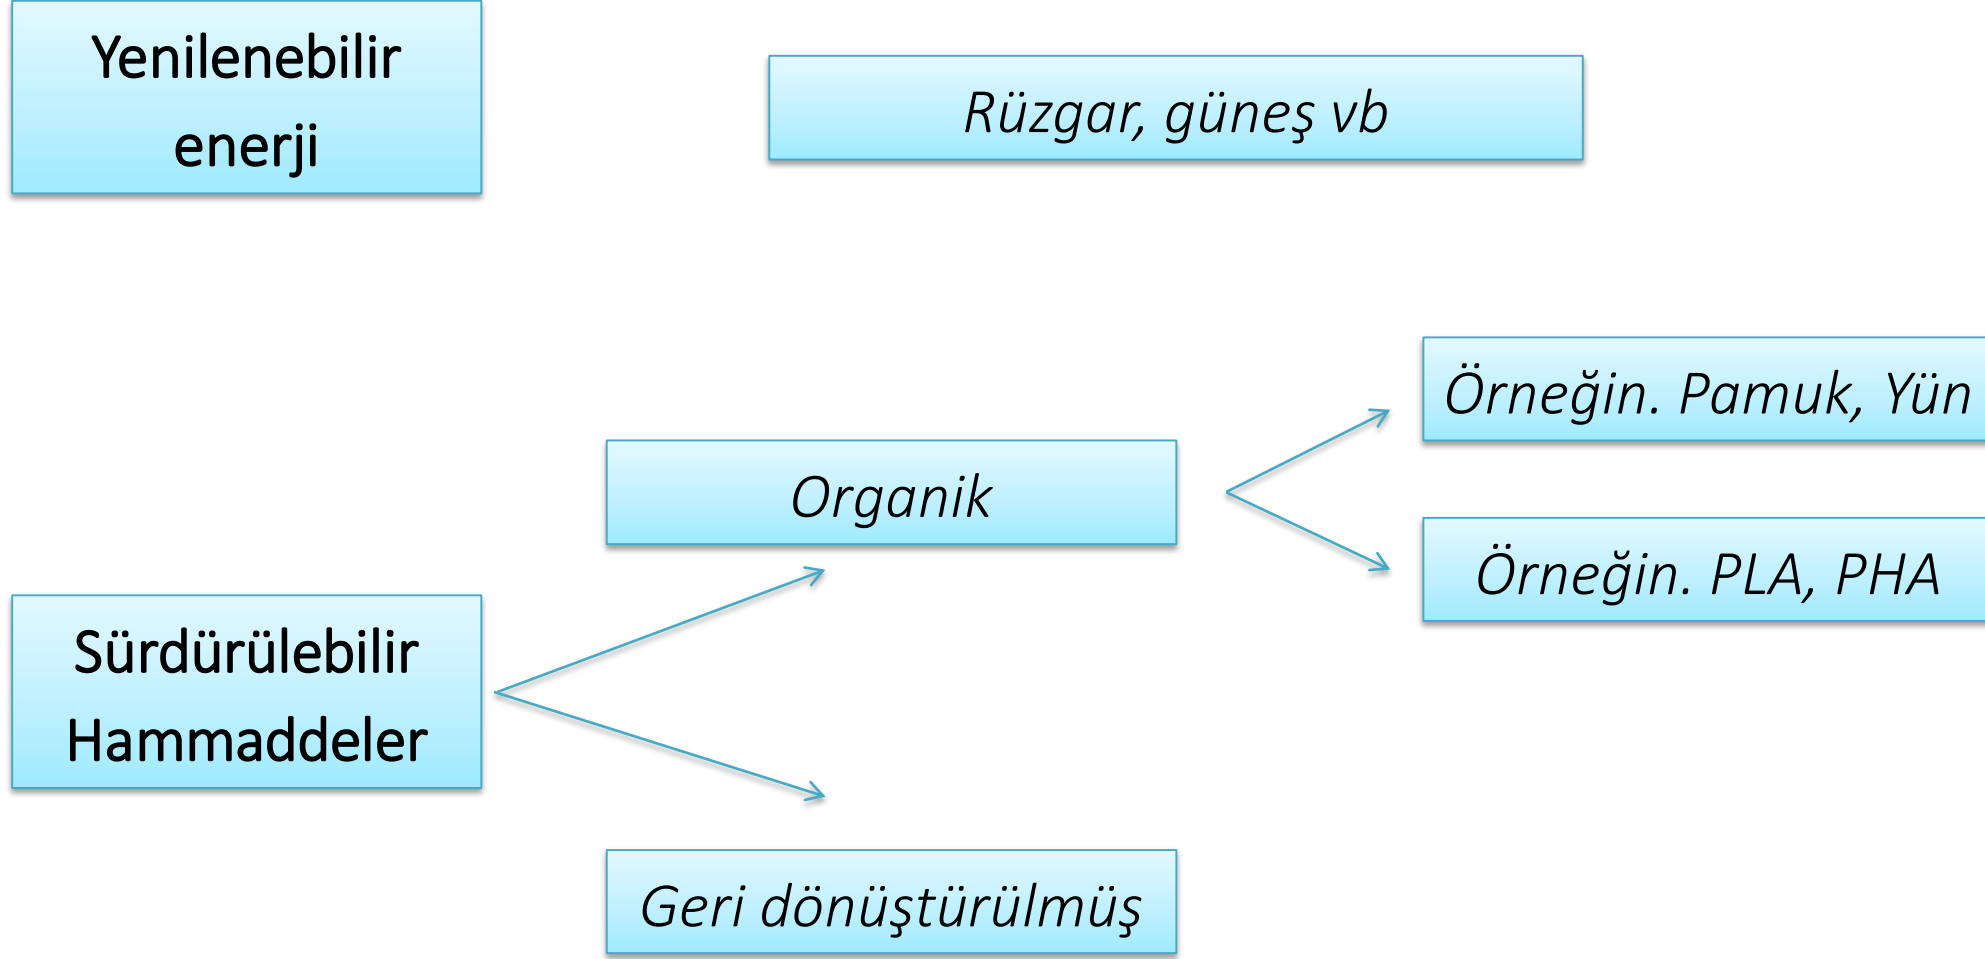 Yenilenebilir
enerji
Rüzgar, güneş vb
Örneğin. Pamuk, Yün
Organik
Örneğin. PLA, PHA
Sürdürülebilir
Hammaddeler
Geri dönüştürülmüş